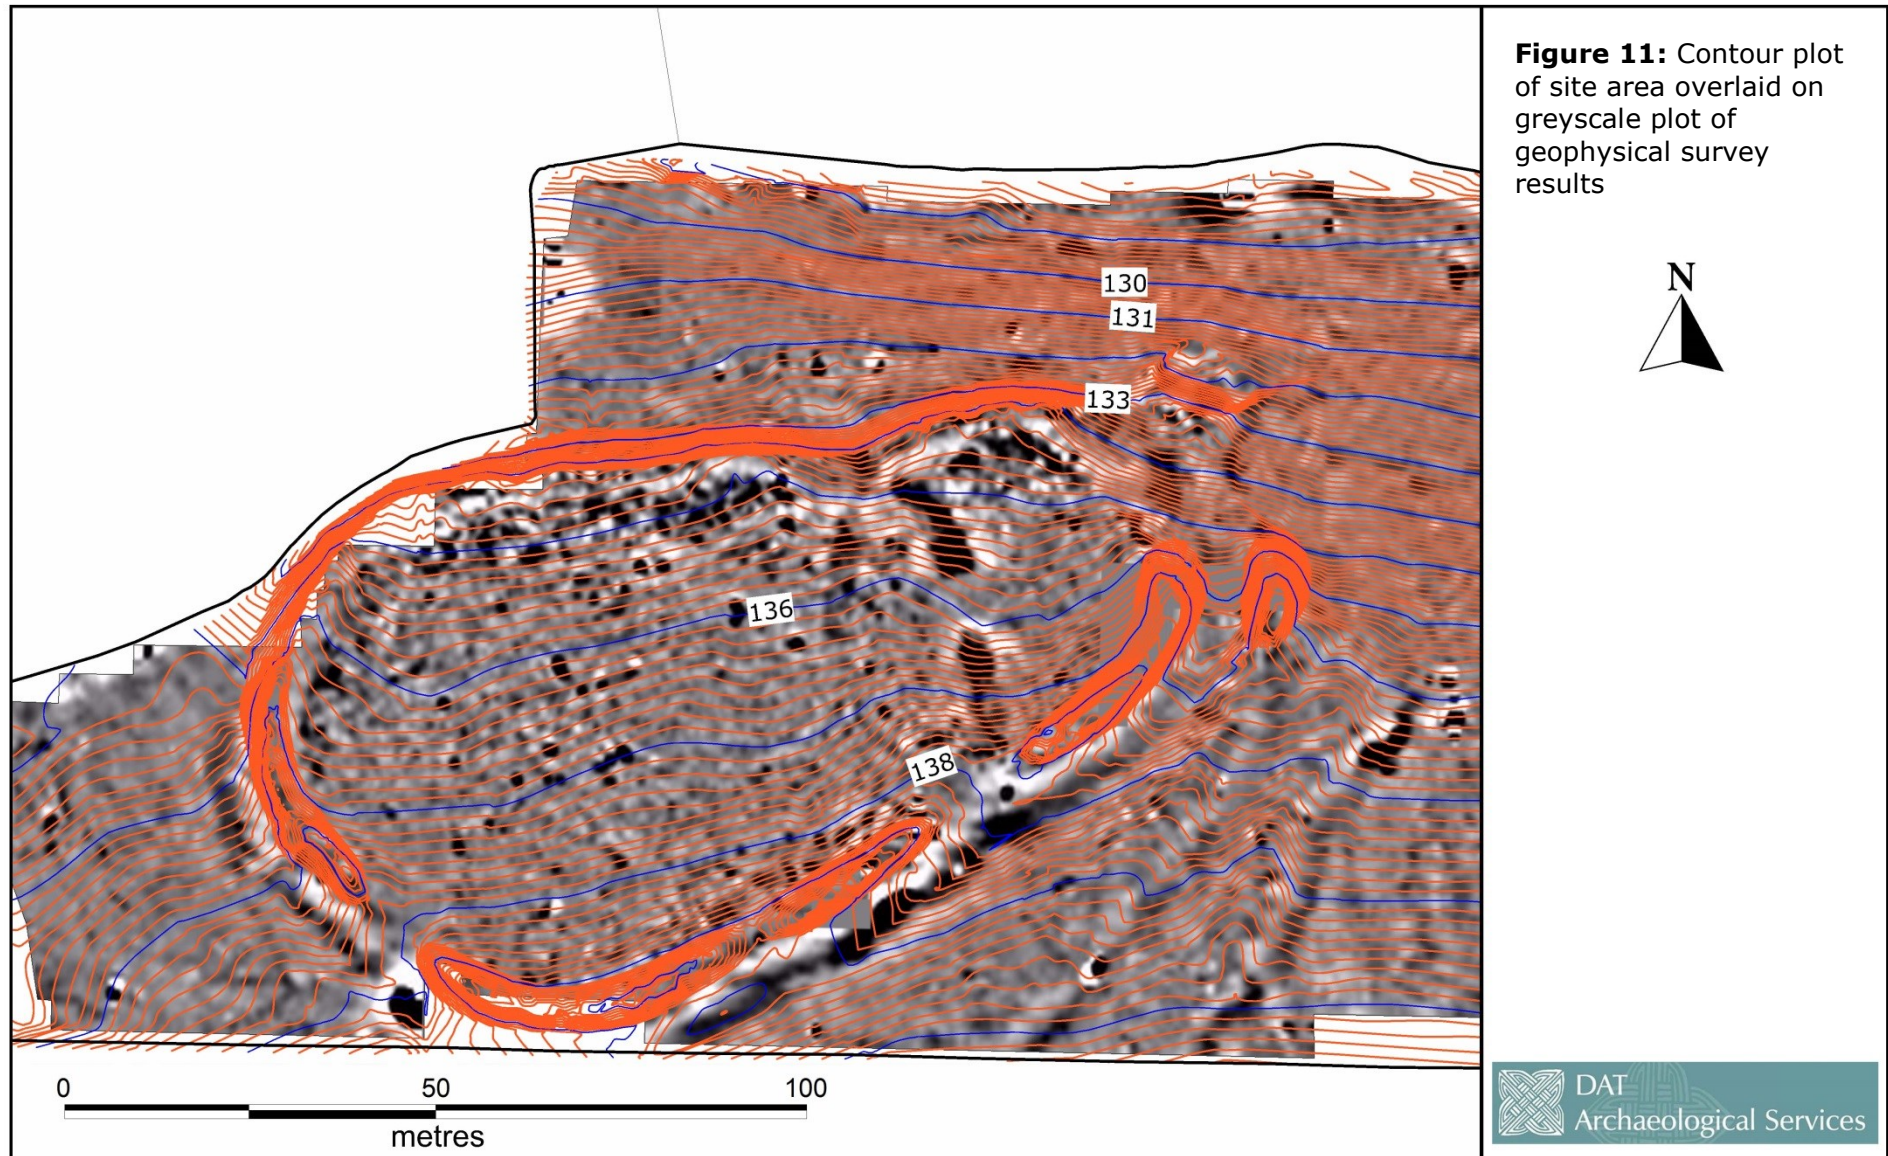 Figure 11: Contour plot
of site area overlaid on
greyscale plot of
geophysical survey
results
N
130
131
133
136
138
0 50 100
metres
DAT
Archaeological Services